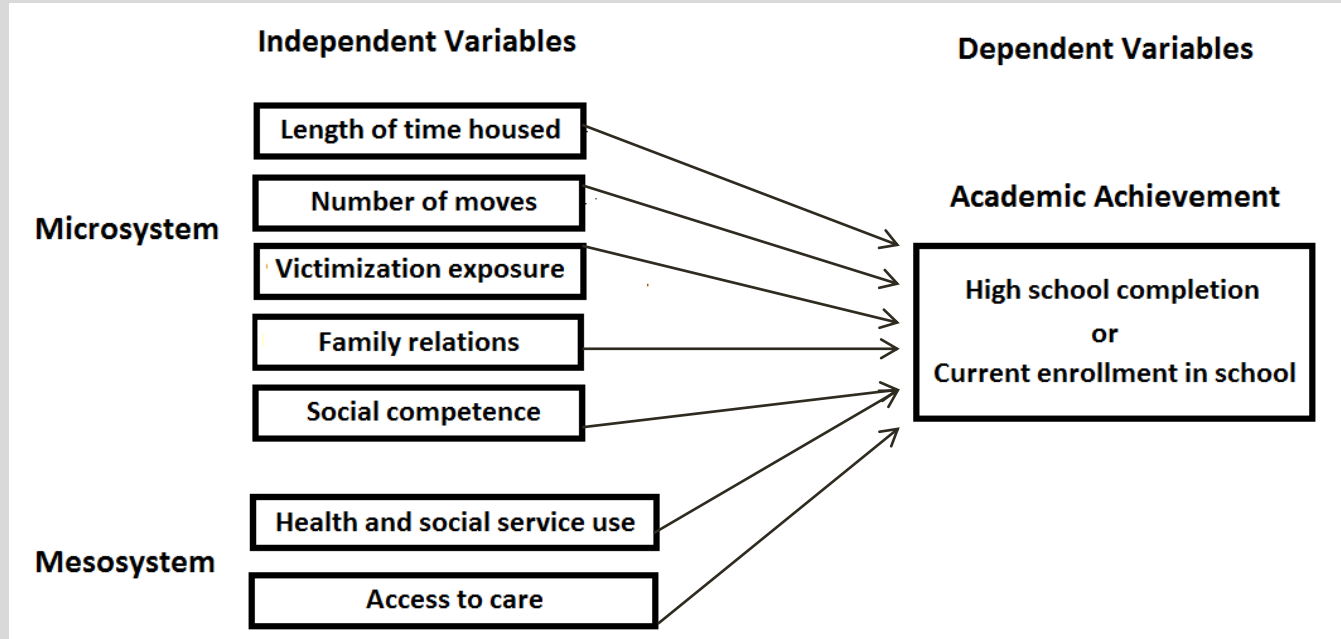 Independent Variables
Dependent Variables
Length of time housed
Number of moves
Microsystem
Victimization exposure
Family relations
Social competence
Academic Achievement
High school completion
or
Current enrollment in school
Health and social service use
Mesosystem
Access to care